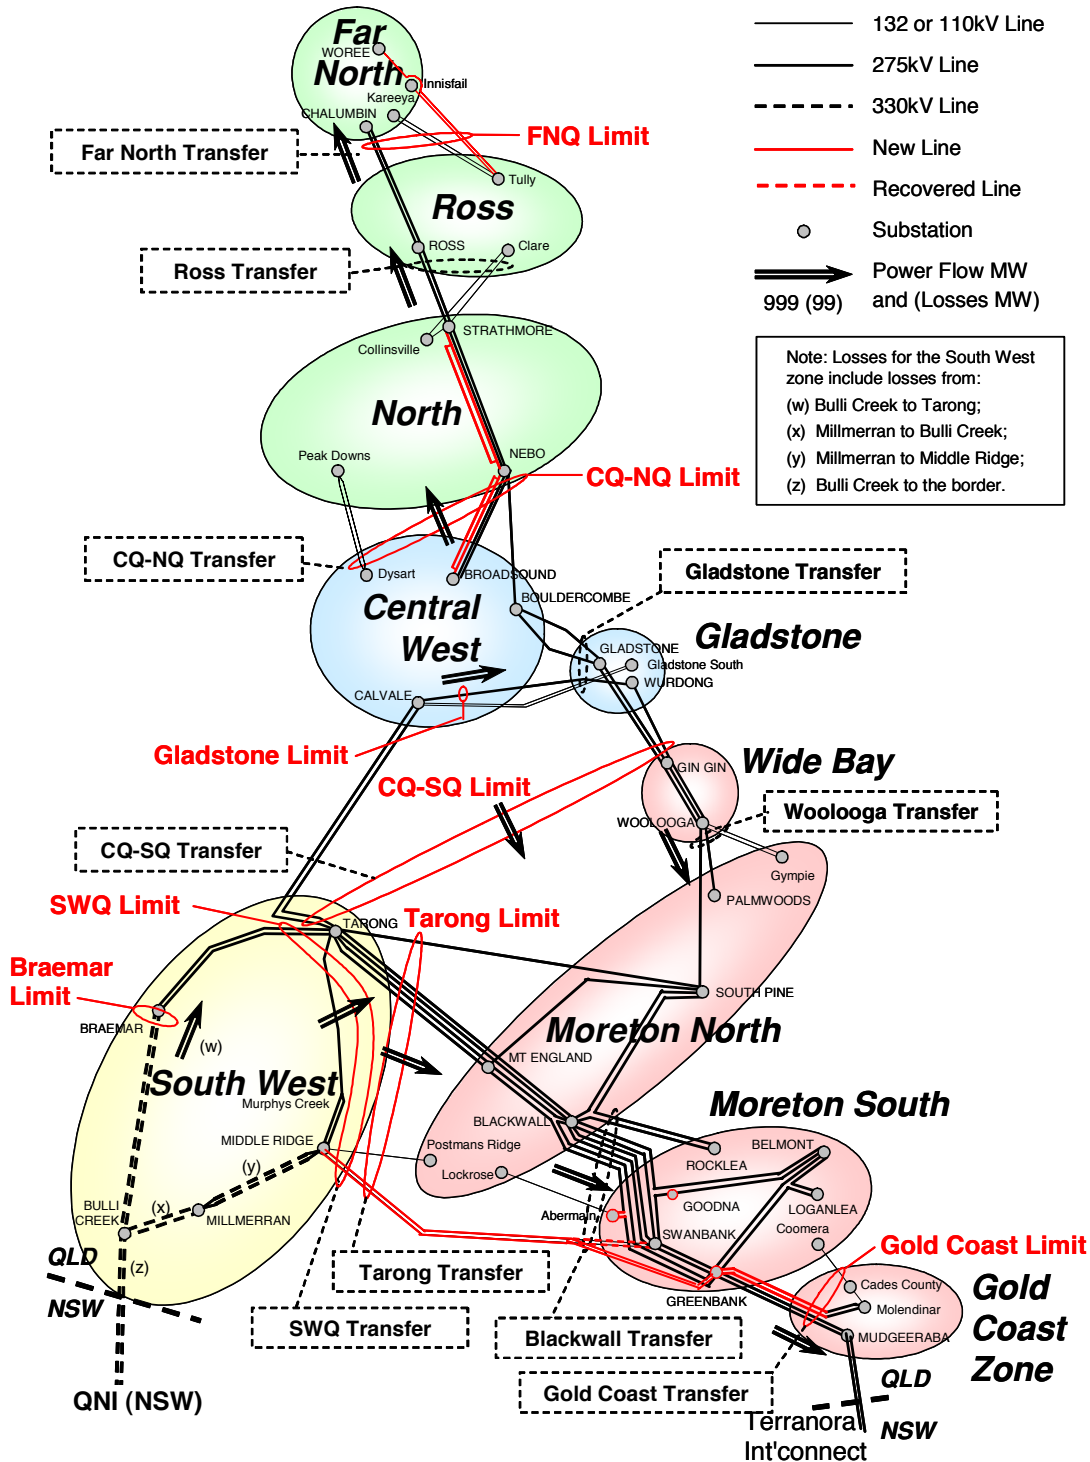 Far
North
WOREE
Innisfail
Kareeya
CHALUMBIN
Far North Transfer
FNQ Limit
Tully
Ross
ROSS
Clare
Ross Transfer
STRATHMORE
Collinsville
North
Peak Downs
NEBO
CQ-NQ Limit
CQ-NQ Transfer
Dysart
BROADSOUND
BOULDERCOMBE
Central
West
Gladstone Transfer
Gladstone
GLADSTONE
Gladstone South
WURDONG
CALVALE
Gladstone Limit
CQ-SQ Limit
Wide Bay
GIN GIN
WOOLOOGA
Woolooga Transfer
Gympie
PALMWOODS
CQ-SQ Transfer
SWQ Limit
TARONG
Tarong Limit
Braemar
Limit
BRAEMAR
(w)
SOUTH PINE
Moreton North
MT ENGLAND
South West
Murphys Creek
MIDDLE RIDGE
(y)
(x)
MILLMERRAN
BULLI
CREEK
(z)
QLD
NSW
QNI (NSW)
BLACKWALL
Postmans Ridge
Lockrose
Moreton South
BELMONT
ROCKLEA
GOODNA
LOGANLEA
Coomera
Abermain
SWANBANK
GREENBANK
Tarong Transfer
SWQ Transfer
Blackwall Transfer
Gold Coast Transfer
Gold Coast Limit
Cades County
Molendinar
MUDGEERABA
Gold
Coast
Zone
QLD
NSW
Terranora
Int'connect
132 or 110kV Line
275kV Line
330kV Line
New Line
Recovered Line
Substation
Power Flow MW
999 (99) and (Losses MW)
Note: Losses for the South West
zone include losses from:
(w) Bulli Creek to Tarong;
(x) Millmerran to Bulli Creek;
(y) Millmerran to Middle Ridge;
(z) Bulli Creek to the border.